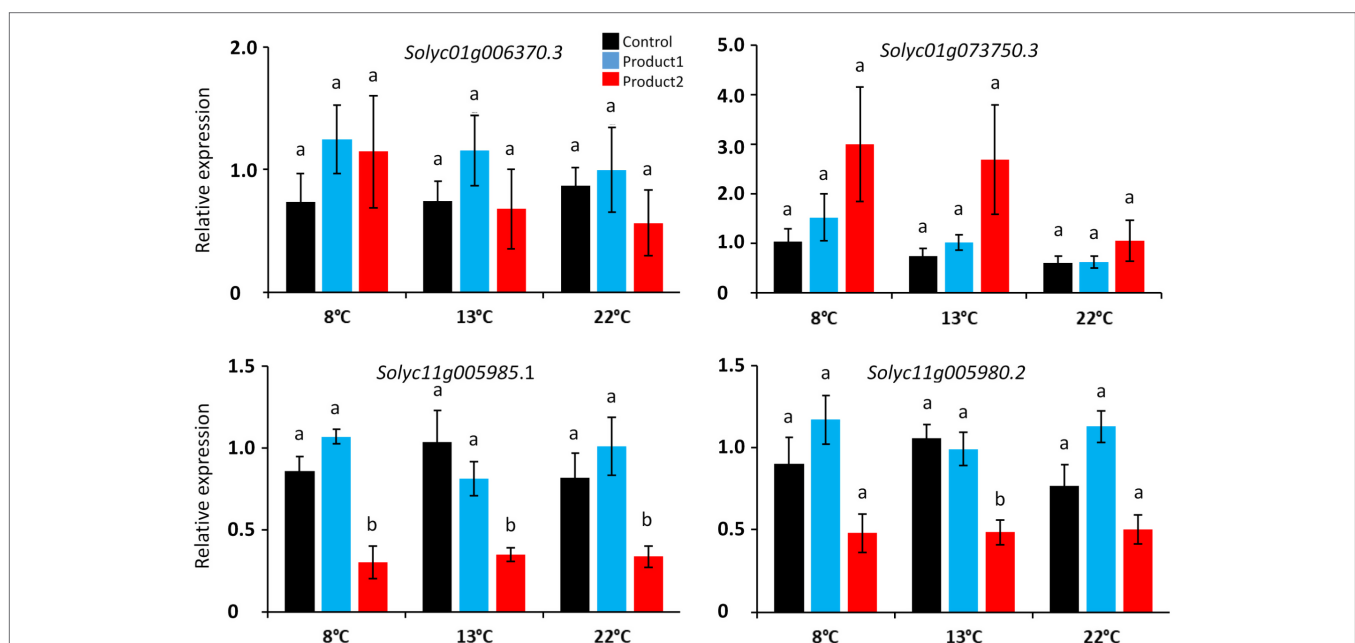 Solyc01g006370.3
Control
Product1
Product2
Relative expression
2.0
1.0
0
a
a
a
a
a
a
a
a
a
8°C
13°C
22°C
Solyc01g073750.3
5.0
4.0
3.0
2.0
1.0
0
a
a
a
a
a
a
a
a
a
8°C
13°C
22°C
Solyc11g005985.1
Relative expression
1.5
1.0
0.5
0
a
a
b
a
a
b
a
a
b
8°C
13°C
22°C
Solyc11g005980.2
1.5
1.0
0.5
0
a
a
a
a
a
b
a
a
a
8°C
13°C
22°C